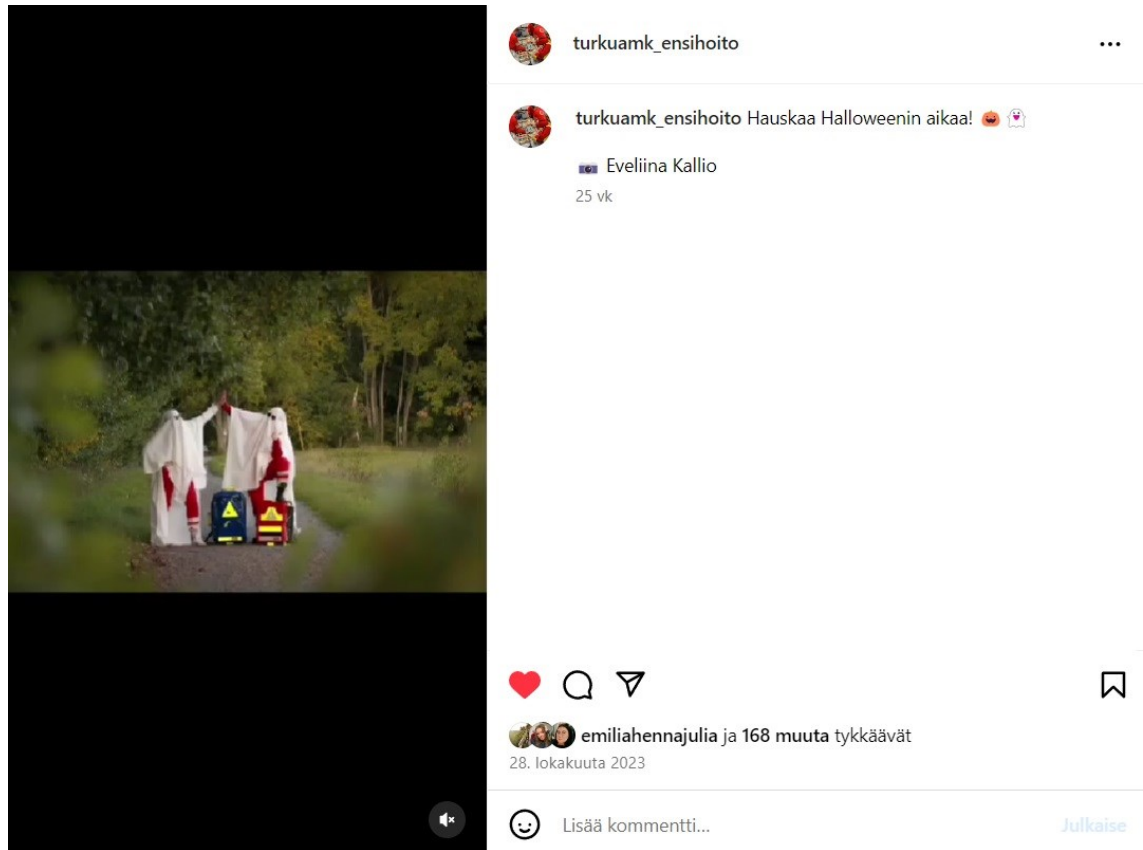 turkuamk_ensihoito
turkuamk_ensihoito Hauskaa Halloweenin aikaa! 🎃 👻
📷 Eveliina Kallio
25 vk
emiliahennajulia ja 168 muuta tykkäävät
28. lokakuuta 2023
Lisää kommentti...
Julkaise